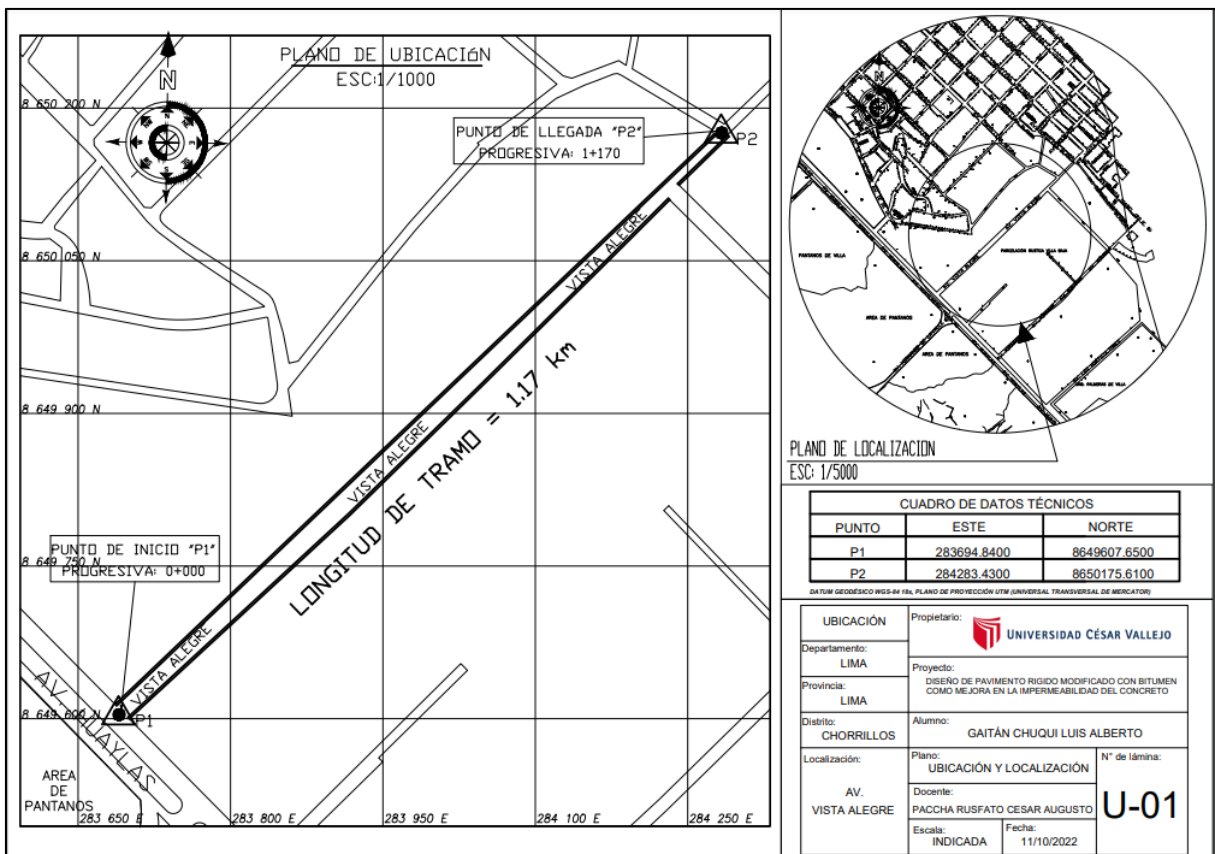 PLANO DE UBICACIóN
ESC:1/1000
N
8 650 200 N
PUNTO DE LLEGADA "P2"
PROGRESIVA: 1+170
P2
8 650 050 N
VISTA ALEGRE
8 649 900 N
LONGITUD DE TRAMO = 1.17 km
VISTA ALEGRE
PUNTO DE INICIO "P1"
8 649 750 N
PROGRESIVA: 0+000
VISTA ALEGRE
8 649 600 N
P1
AV. HUAYLAS
AREA
DE
PANTANOS
283 650 E
283 800 E
283 950 E
284 100 E
284 250 E
N
PANTANOS DE VILLA
PARCELACION RUSTICA VILLA BAJA
AREA DE PANTANOS
AREA DE PANTANOS
PLANO DE LOCALIZACION
ESC: 1/5000
CUADRO DE DATOS TÉCNICOS
PUNTO ESTE NORTE
P1 283694.8400 8649607.6500
P2 284283.4300 8650175.6100
DATUM GEODÉSICO WGS-84 18s, PLANO DE PROYECCIÓN UTM (UNIVERSAL TRANSVERSAL DE MERCATOR)
UBICACIÓN
Departamento:
LIMA
Provincia:
LIMA
Distrito:
CHORRILLOS
Localización:
AV.
VISTA ALEGRE
Propietario:
UNIVERSIDAD CÉSAR VALLEJO
Proyecto:
DISEÑO DE PAVIMENTO RIGIDO MODIFICADO CON BITUMEN
COMO MEJORA EN LA IMPERMEABILIDAD DEL CONCRETO
Alumno:
GAITÁN CHUQUI LUIS ALBERTO
Plano:
UBICACIÓN Y LOCALIZACIÓN
Docente:
PACCHA RUSFATO CESAR AUGUSTO
Escala:
INDICADA
Fecha:
11/10/2022
N° de lámina:
U-01